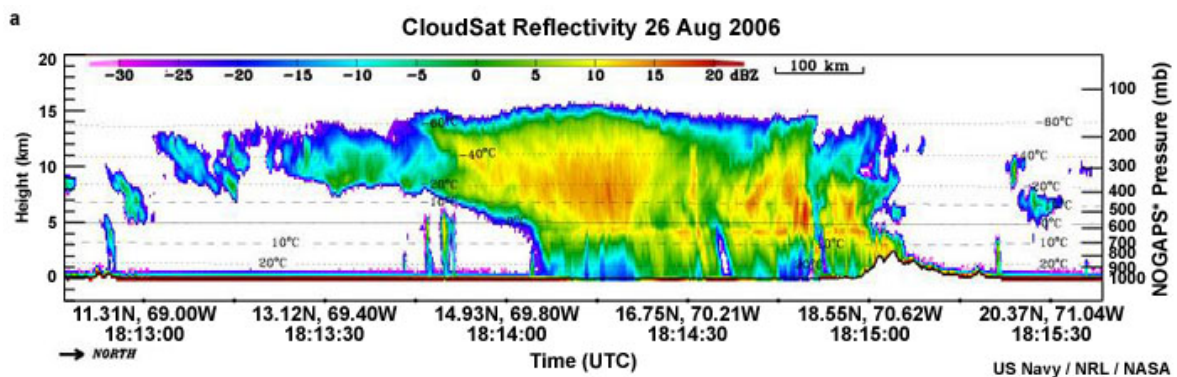 a
CloudSat Reflectivity 26 Aug 2006
20
15
10
5
0
Height (km)
-30 -25 -20 -15 -10 -5 0 5 10 15 20 dBZ
100 km
-60°C
-40°C
-20°C
10°C
20°C
-40°C
0°C
10°C
20°C
100
200
300
400
500
600
700
800
900
1000
NOGAPS* Pressure (mb)
11.31N, 69.00W 13.12N, 69.40W 14.93N, 69.80W 16.75N, 70.21W 18.55N, 70.62W 20.37N, 71.04W
18:13:00 18:13:30 18:14:00 18:14:30 18:15:00 18:15:30
NORTH
Time (UTC)
US Navy / NRL / NASA